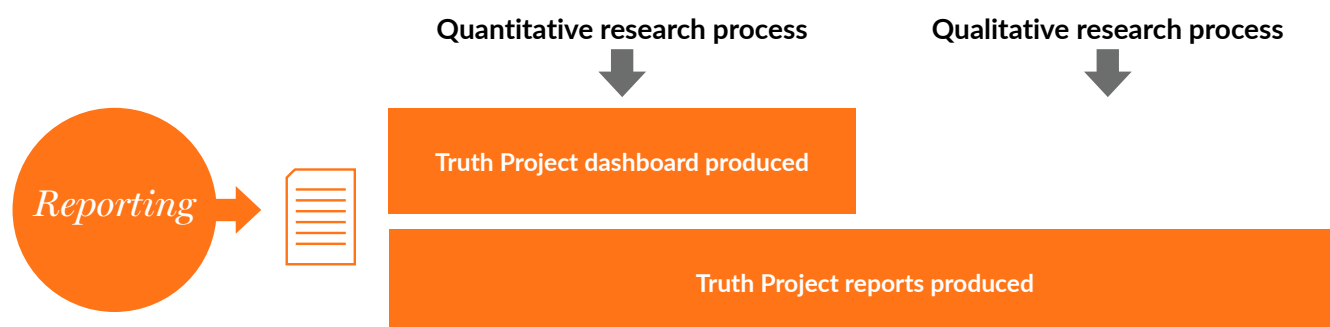 Quantitative research process
Qualitative research process
Truth Project dashboard produced
Reporting
Truth Project reports produced